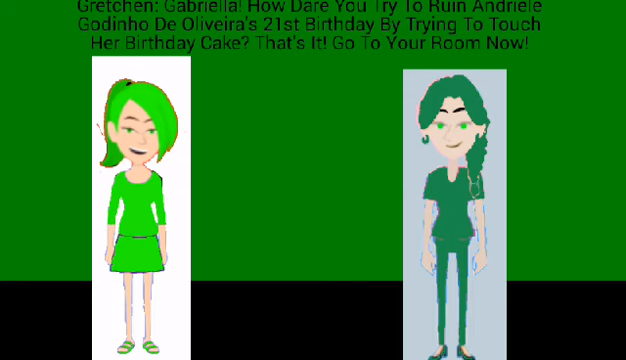 Gretchen: Gabriella! How Dare You Try To Ruin Andriele
Godinho De Oliveira's 21st Birthday By Trying To Touch
Her Birthday Cake? That's It! Go To Your Room Now!